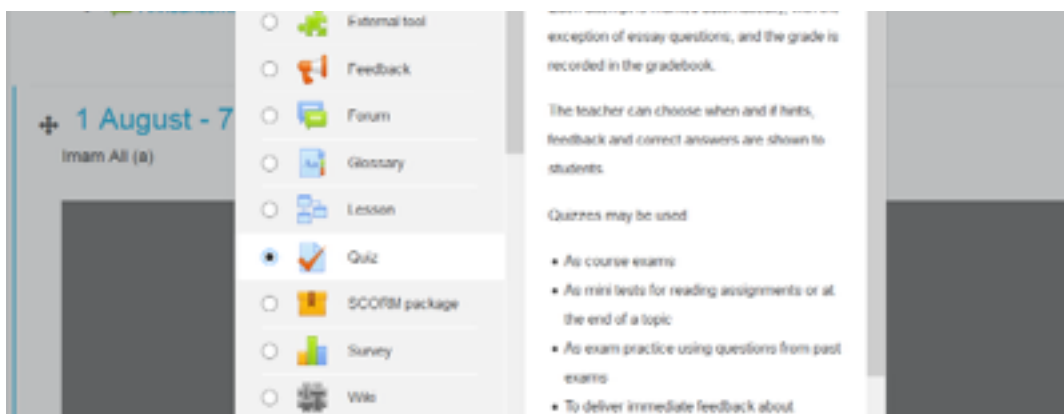 1 August - 7
Imam Ali (a)
External tool
Feedback
Forum
Glossary
Lesson
Quiz
SCORM package
Survey
Wiki
exception of essay questions, and the grade is
recorded in the gradebook.
The teacher can choose when and if hints,
feedback and correct answers are shown to
students.
Quizzes may be used
• As course exams
• As mini tests for reading assignments or at
the end of a topic
• As exam practice using questions from past
exams
• To deliver immediate feedback about